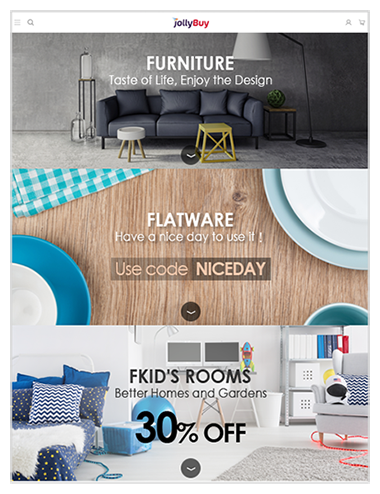 JollyBuy
FURNITURE
Taste of Life, Enjoy the Design
FLATWARE
Have a nice day to use it !
Use code NICEDAY
FKID'S ROOMS
Better Homes and Gardens
30% OFF